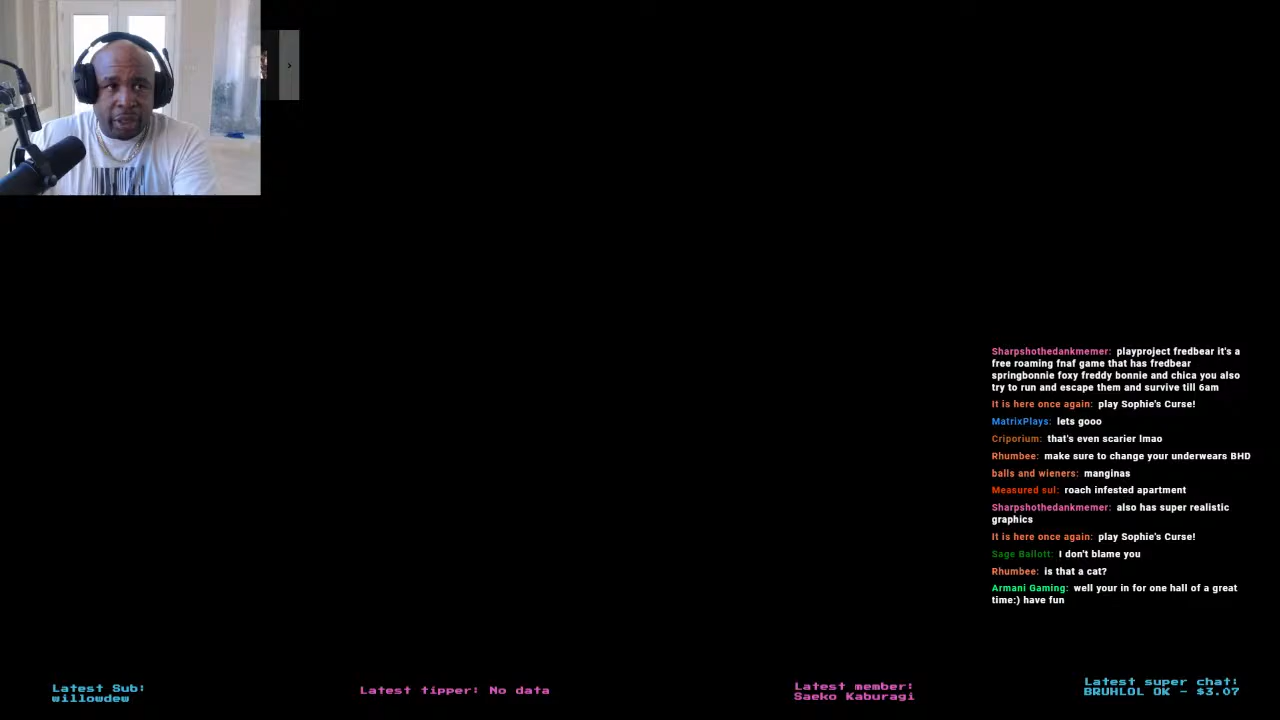 Sharpshothedankmemer: playproject fredbear it's a
free roaming fnaf game that has fredbear
springbonnie foxy freddy bonnie and chica you also
try to run and escape them and survive till 6am
It is here once again: play Sophie's Curse!
MatrixPlays: lets gooo
Criporium: that's even scarier lmao
Rhumbee: make sure to change your underwears BHD
balls and wieners: manginas
Measured sul: roach infested apartment
Sharpshothedankmemer: also has super realistic
graphics
It is here once again: play Sophie's Curse!
Sage Ballott: I don't blame you
Rhumbee: is that a cat?
Armani Gaming: well your in for one hall of a great
time:) have fun
Latest Sub:
willowdew
Latest tipper: No data
Latest member:
Saeko Kaburagi
Latest super chat:
BRUHLOL OK - $3.07